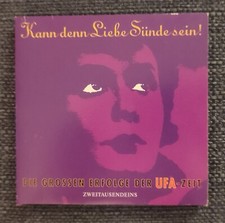 Kann denn Liebe Sünde sein!
DIE GROSSEN ERFOLGE DER UFA-ZEIT
ZWEITAUSENDEINS